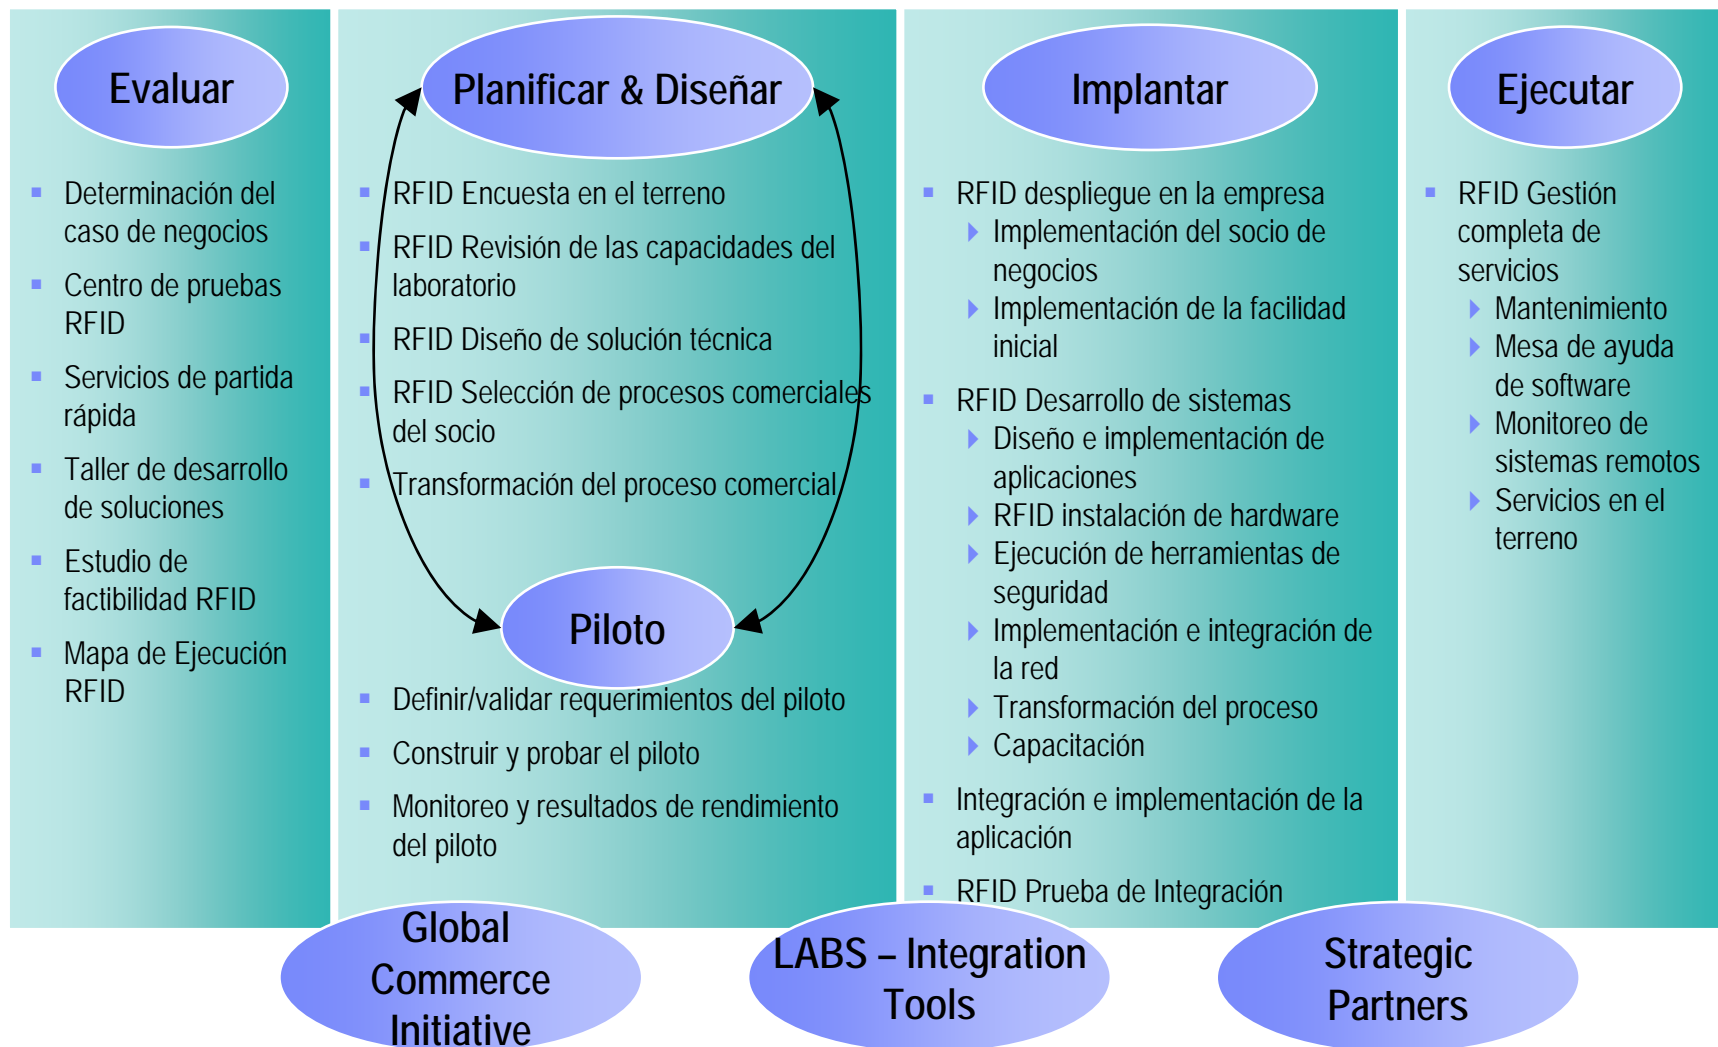 Evaluar
Determinación del
caso de negocios
Centro de pruebas
RFID
Servicios de partida
rápida
Taller de desarrollo
de soluciones
Estudio de
factibilidad RFID
Mapa de Ejecución
RFID
Planificar & Diseñar
RFID Encuesta en el terreno
RFID Revisión de las capacidades del
laboratorio
RFID Diseño de solución técnica
RFID Selección de procesos comerciales
del socio
Transformación del proceso comercial
Piloto
Definir/validar requerimientos del piloto
Construir y probar el piloto
Monitoreo y resultados de rendimiento
del piloto
Implantar
RFID despliegue en la empresa
Implementación del socio de
negocios
Implementación de la facilidad
inicial
RFID Desarrollo de sistemas
Diseño e implementación de
aplicaciones
RFID instalación de hardware
Ejecución de herramientas de
seguridad
Implementación e integración de
la red
Transformación del proceso
Capacitación
Integración e implementación de la
aplicación
RFID Prueba de Integración
Ejecutar
RFID Gestión
completa de
servicios
Mantenimiento
Mesa de ayuda
de software
Monitoreo de
sistemas remotos
Servicios en el
terreno
Global
Commerce
Initiative
LABS – Integration
Tools
Strategic
Partners